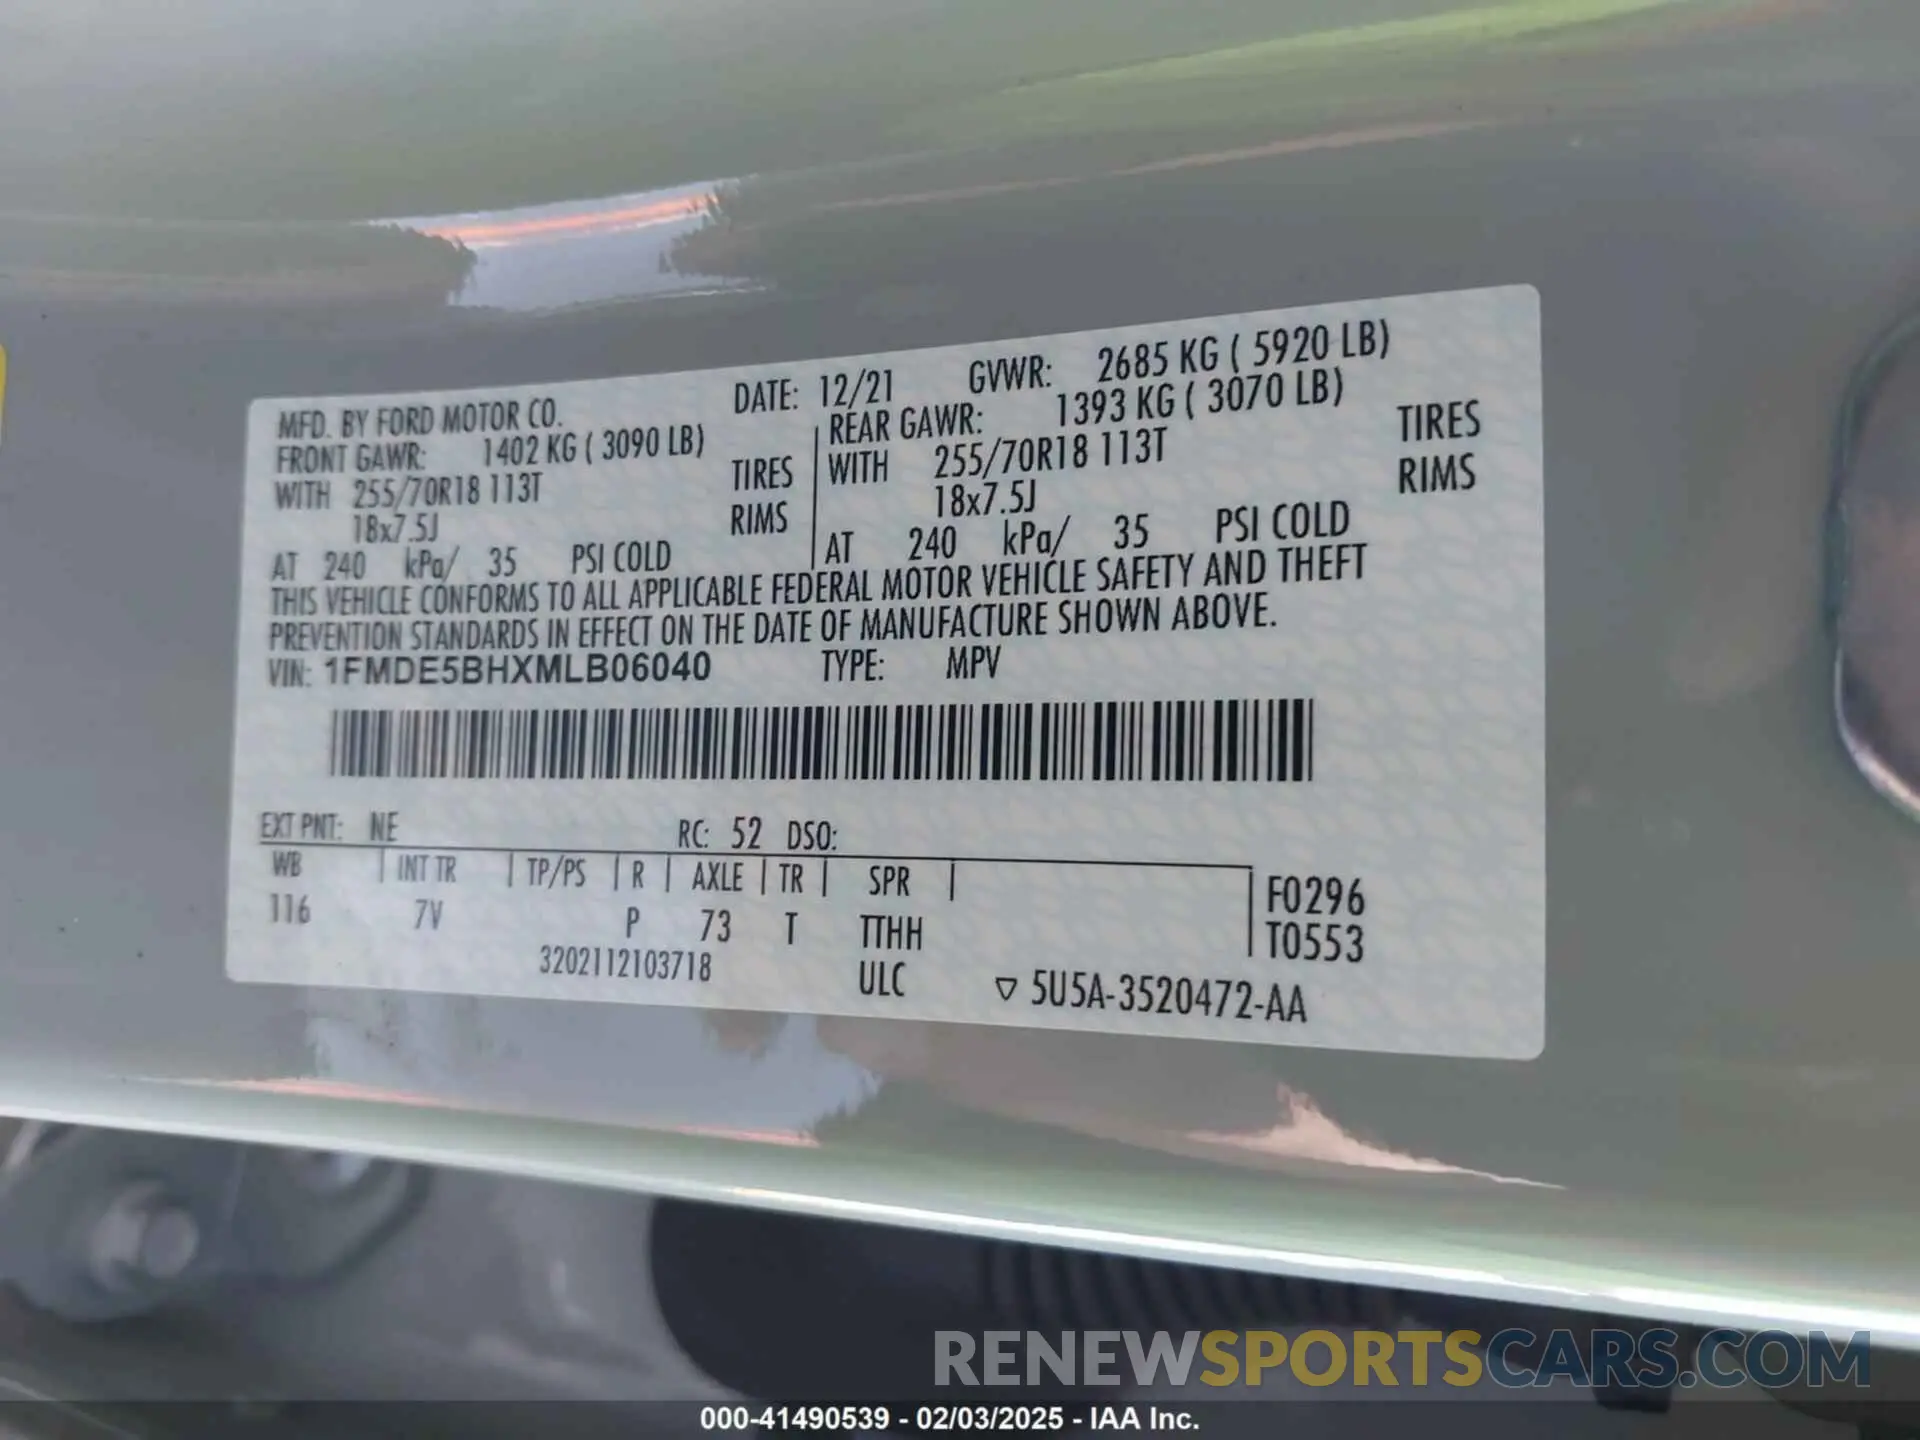 MFD. BY FORD MOTOR CO. DATE: 12/21 GVWR: 2685 KG ( 5920 LB)
FRONT GAWR: 1402 KG ( 3090 LB) REAR GAWR: 1393 KG ( 3070 LB)
WITH 255/70R18 113T TIRES WITH 255/70R18 113T TIRES
18x7.5J RIMS 18x7.5J RIMS
AT 240 kPa/ 35 PSI COLD AT 240 kPa/ 35 PSI COLD
THIS VEHICLE CONFORMS TO ALL APPLICABLE FEDERAL MOTOR VEHICLE SAFETY AND THEFT
PREVENTION STANDARDS IN EFFECT ON THE DATE OF MANUFACTURE SHOWN ABOVE.
VIN: 1FMDE5BHXMLB06040 TYPE: MPV
EXT PNT: NE RC: 52 DSO:
WB | INT TR | TP/PS | R | AXLE | TR | SPR |
116 7V P 73 T TTHH F0296
T0553
3202112103718 ULC ▽ 5U5A-3520472-AA
RENEWSPORTSCARS.COM
000-41490539 - 02/03/2025 - IAA Inc.